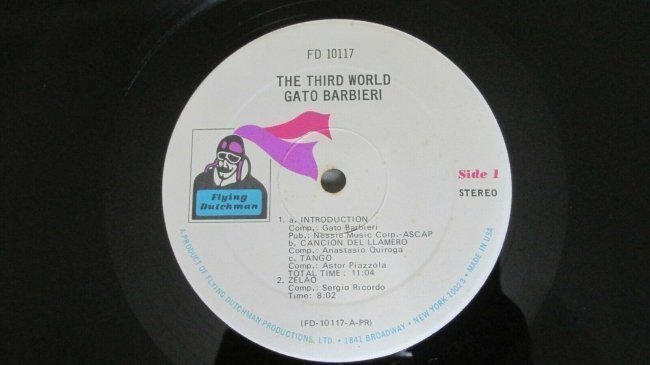 FD 10117
THE THIRD WORLD
GATO BARBIERI
Flying
Dutchman
Side 1
STEREO
1. a. INTRODUCTION
Comp.: Gato Barbieri
Pub.: Nessie Music Corp.-ASCAP
b. CANCION DEL LLAMERO
Comp.: Anastasio Quiroga
c. TANGO
Comp.: Astor Piazzola
TOTAL TIME: 11:04
2. ZELAO
Comp.: Sergio Ricordo
Time: 8:02
(FD-10117-A-PR)
A PRODUCT OF FLYING DUTCHMAN PRODUCTIONS, LTD. • 1841 BROADWAY • NEW YORK 10023 • MADE IN USA